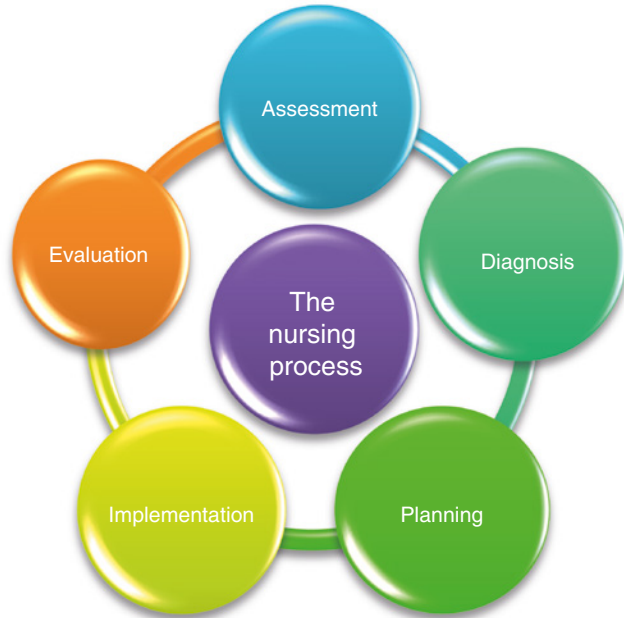 Assessment
Diagnosis
Planning
Implementation
Evaluation
The
nursing
process